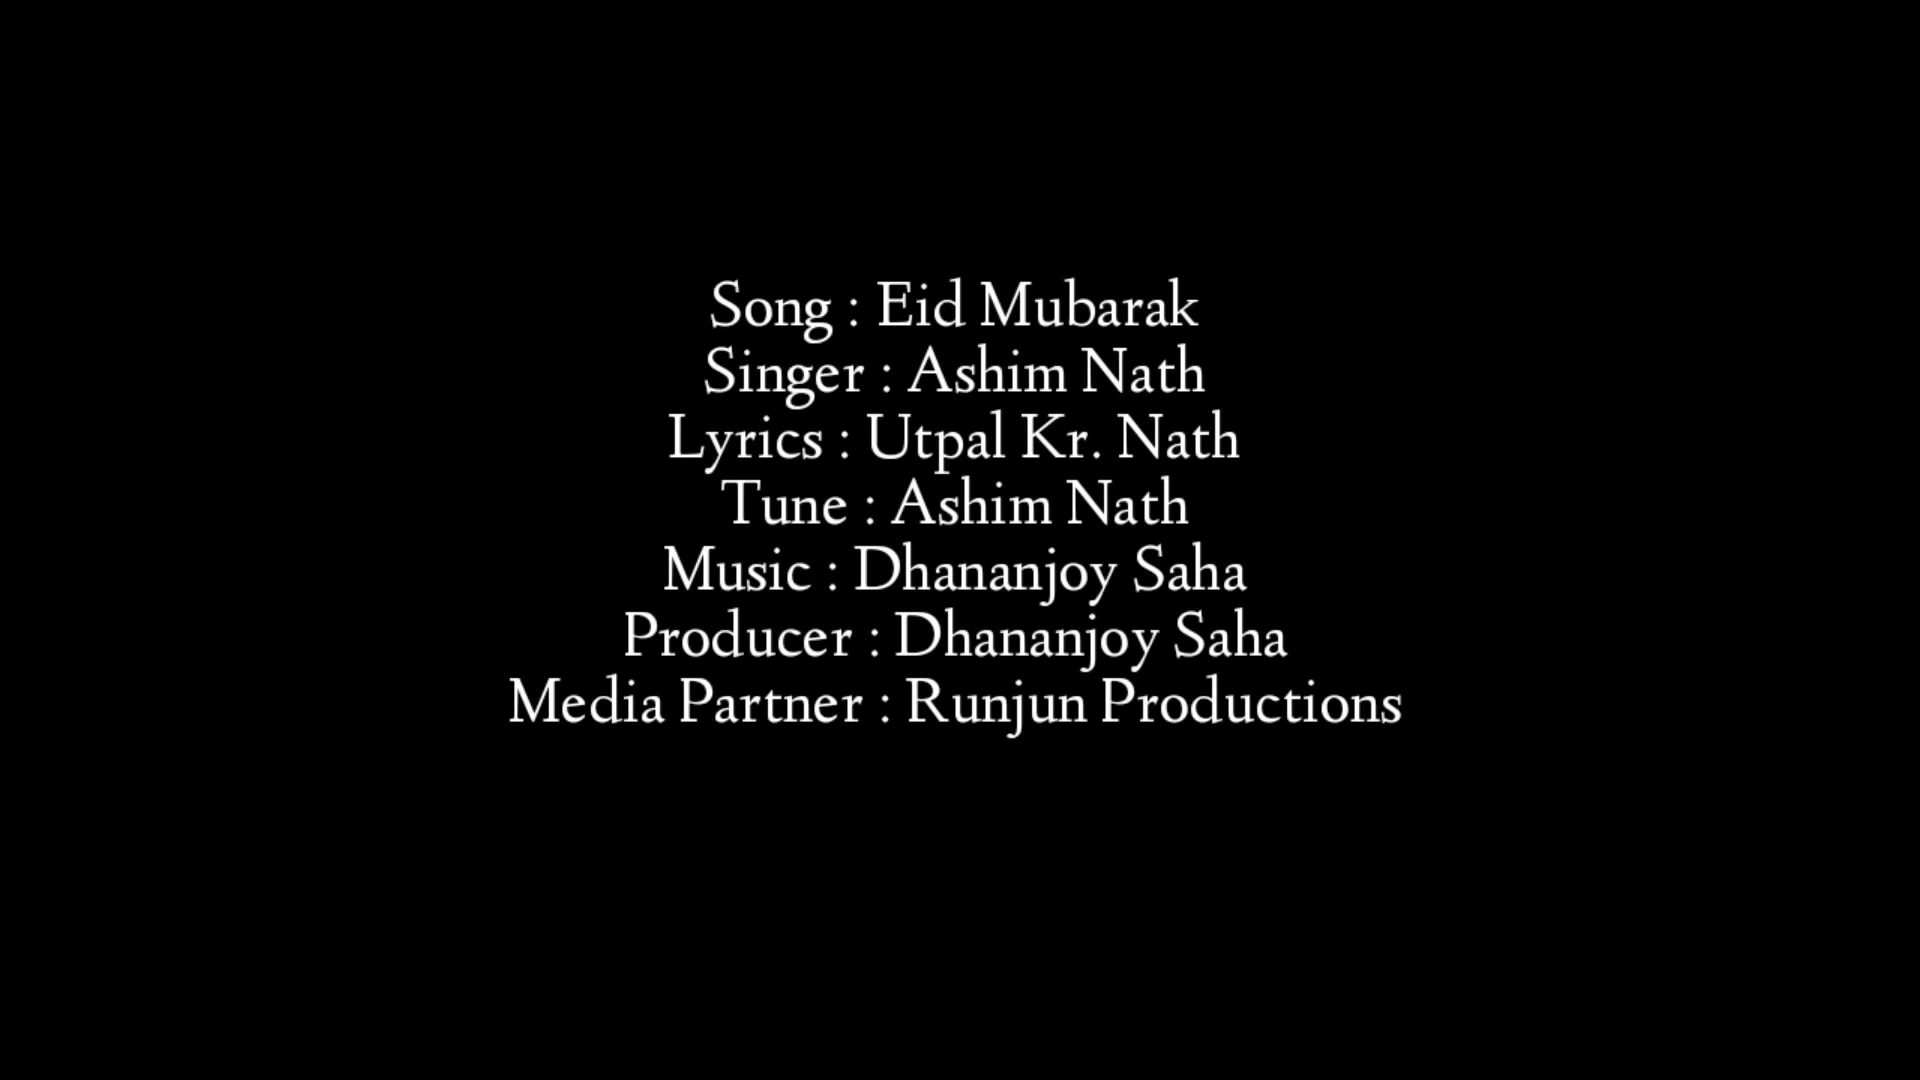 Song : Eid Mubarak
Singer : Ashim Nath
Lyrics : Utpal Kr. Nath
Tune : Ashim Nath
Music : Dhananjoy Saha
Producer : Dhananjoy Saha
Media Partner : Runjun Productions